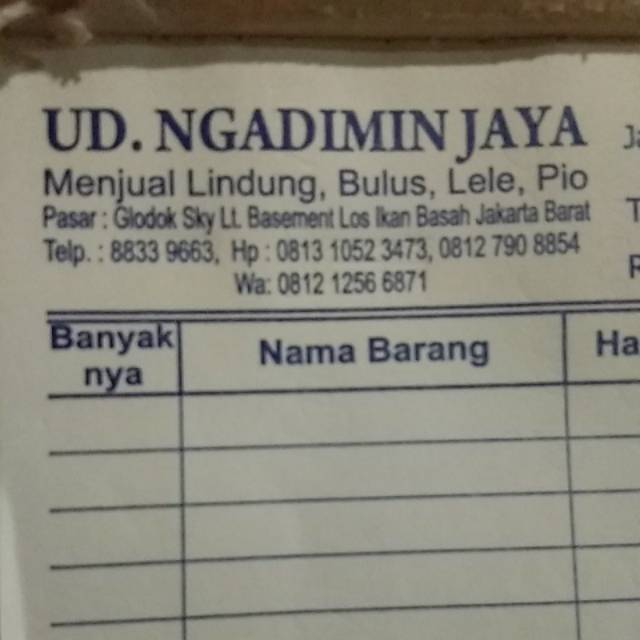 UD. NGADIMIN JAYA
Menjual Lindung, Bulus, Lele, Pio
Pasar : Glodok Sky Lt. Basement Los Ikan Basah Jakarta Barat
Telp. : 8833 9663, Hp : 0813 1052 3473, 0812 790 8854
Wa: 0812 1256 6871
Banyak
nya
Nama Barang